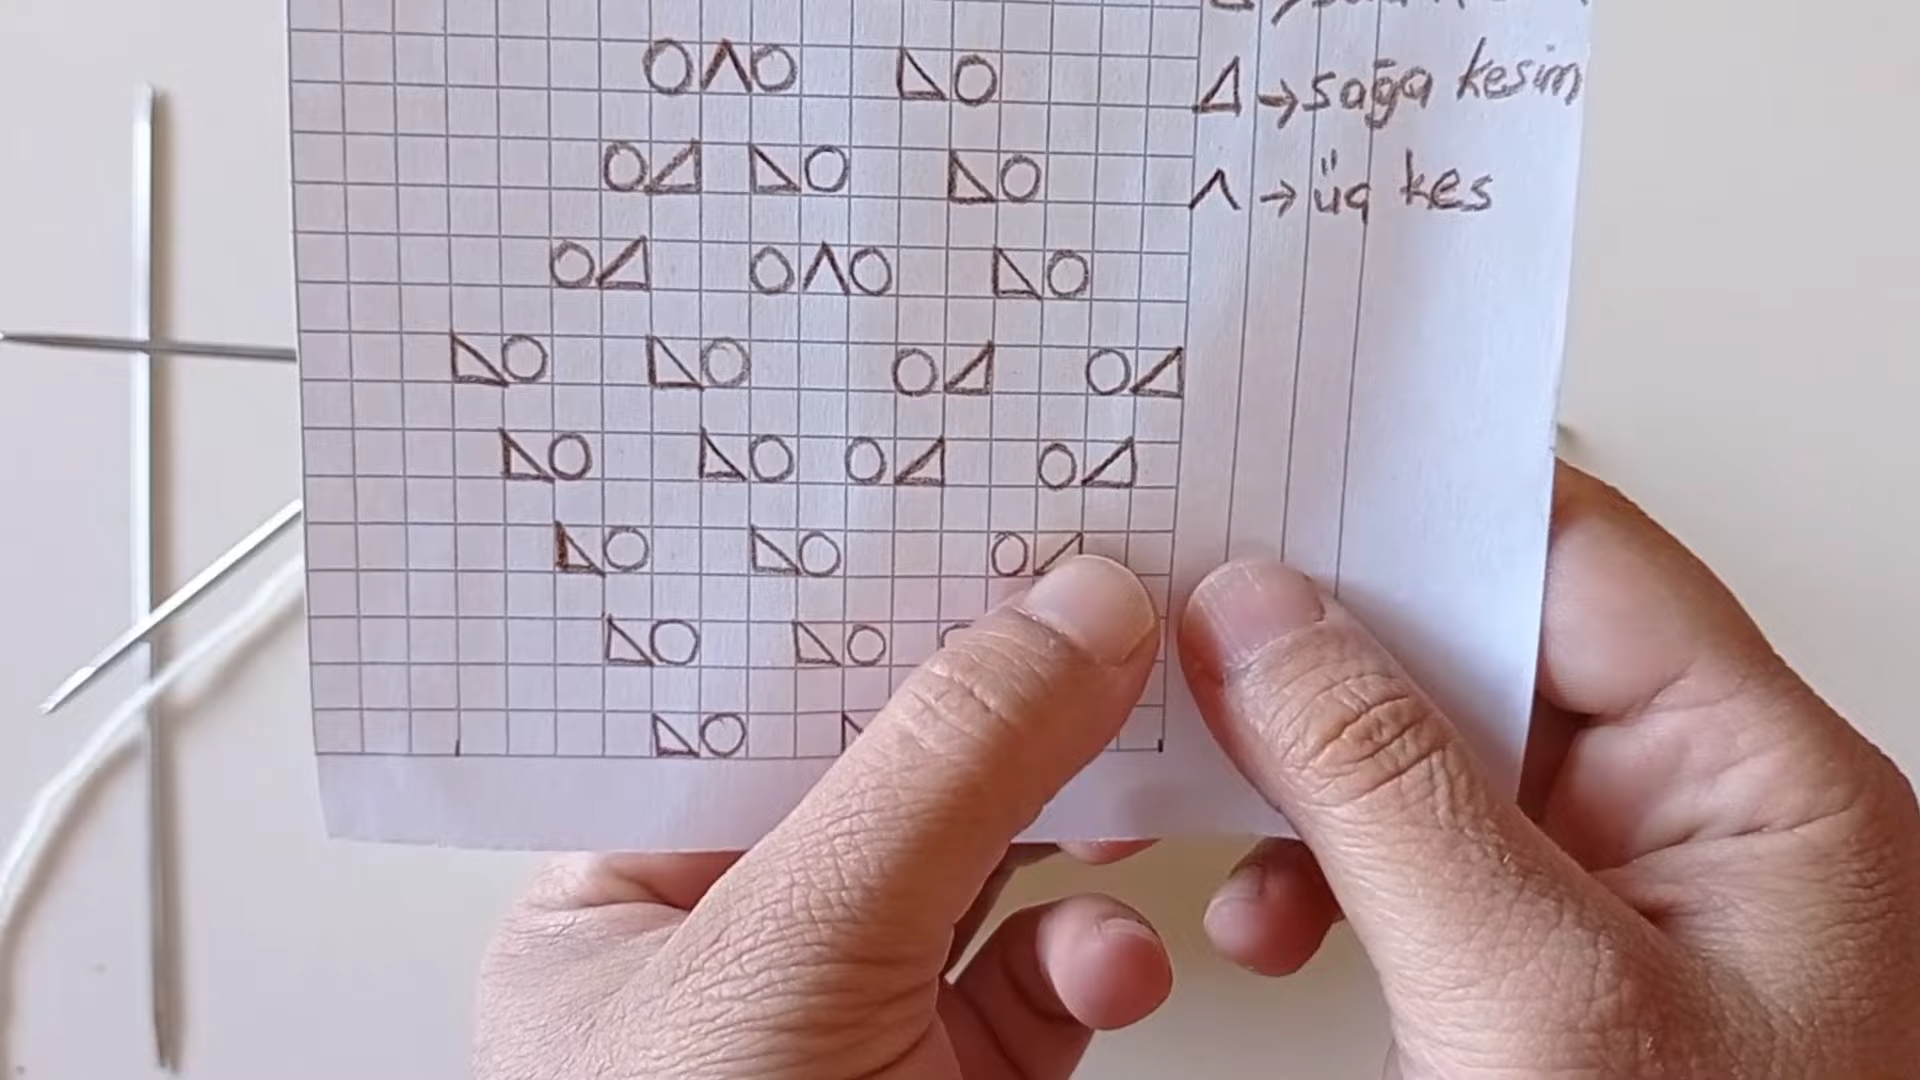 → sağa kesim
Λ → üç kes